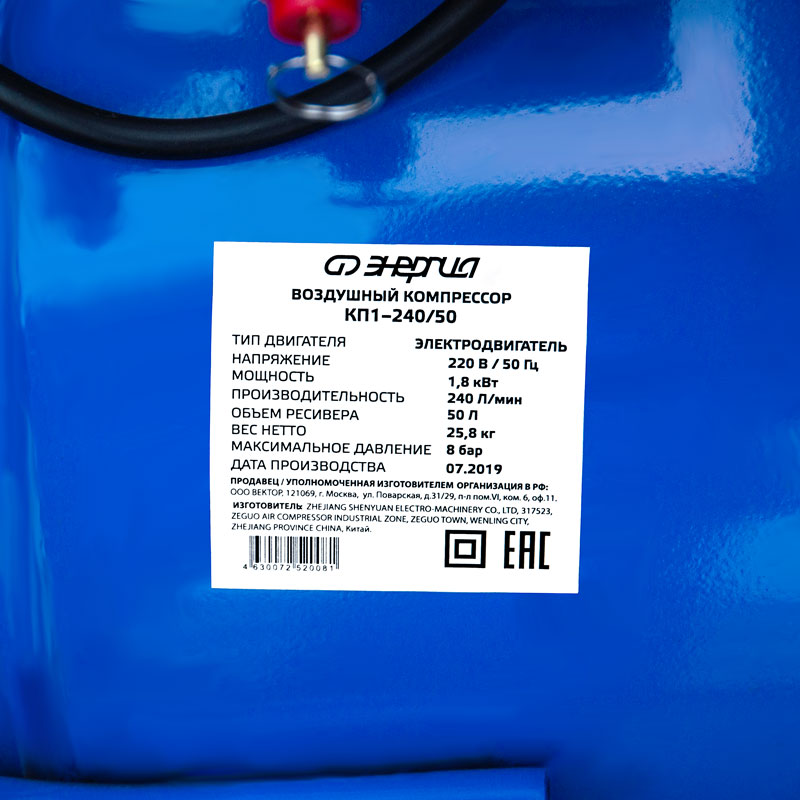 ЭНЕРГИЯ
ВОЗДУШНЫЙ КОМПРЕССОР
КП1–240/50
ТИП ДВИГАТЕЛЯ ЭЛЕКТРОДВИГАТЕЛЬ
НАПРЯЖЕНИЕ 220 В / 50 Гц
МОЩНОСТЬ 1,8 кВт
ПРОИЗВОДИТЕЛЬНОСТЬ 240 Л/мин
ОБЪЕМ РЕСИВЕРА 50 Л
ВЕС НЕТТО 25,8 кг
МАКСИМАЛЬНОЕ ДАВЛЕНИЕ 8 бар
ДАТА ПРОИЗВОДСТВА 07.2019
ПРОДАВЕЦ / УПОЛНОМОЧЕННАЯ ИЗГОТОВИТЕЛЕМ ОРГАНИЗАЦИЯ В РФ:
ООО ВЕКТОР, 121069, г. Москва, ул. Поварская, д.31/29, п-л пом.VI, ком. 6, оф.11.
ИЗГОТОВИТЕЛЬ: ZHEJIANG SHENYUAN ELECTRO-MACHINERY CO., LTD, 317523,
ZEGUO AIR COMPRESSOR INDUSTRIAL ZONE, ZEGUO TOWN, WENLING CITY,
ZHEJIANG PROVINCE CHINA, Китай.
4 630072 520081
ЕАС